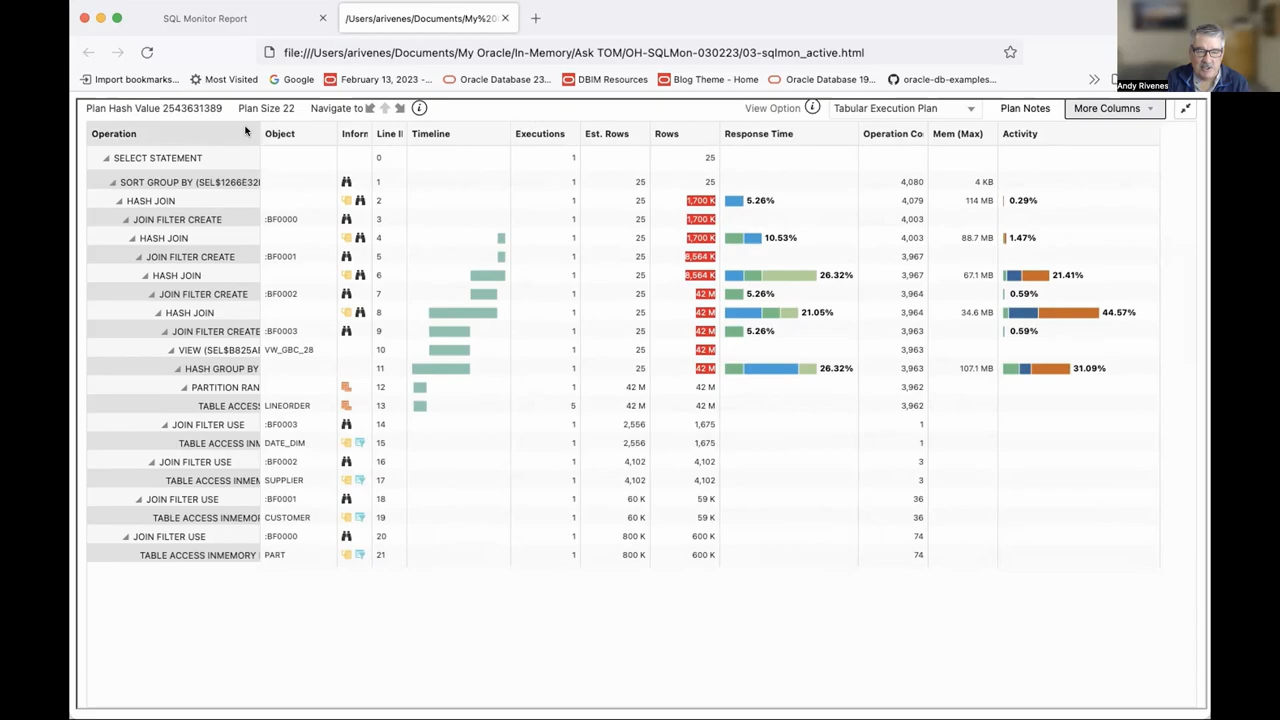 SQL Monitor Report
/Users/arivenes/Documents/My%20
file:///Users/arivenes/Documents/My Oracle/In-Memory/Ask TOM/OH-SQLMon-030223/03-sqlmon_active.html
Import bookmarks... Most Visited Google February 13, 2023 -... Oracle Database 23... DBIM Resources Blog Theme - Home Oracle Database 19... oracle-db-examples...
Andy Rivenes
Plan Hash Value 2543631389 Plan Size 22 Navigate to View Option Tabular Execution Plan Plan Notes More Columns
Operation Object Inforn Line I Timeline Executions Est. Rows Rows Response Time Operation Co Mem (Max) Activity
SELECT STATEMENT 0 1 25
SORT GROUP BY (SEL$1266E32 1 1 25 25 4,080 4 KB
HASH JOIN 2 1 25 1,700 K 5.26% 4,079 114 MB 0.29%
JOIN FILTER CREATE :BF0000 3 1 25 1,700 K 4,003
HASH JOIN 4 1 25 1,700 K 10.53% 4,003 88.7 MB 1.47%
JOIN FILTER CREATE :BF0001 5 1 25 8,564 K 3,967
HASH JOIN 6 1 25 8,564 K 26.32% 3,967 67.1 MB 21.41%
JOIN FILTER CREATE :BF0002 7 1 25 42 M 5.26% 3,964 0.59%
HASH JOIN 8 1 25 42 M 21.05% 3,964 34.6 MB 44.57%
JOIN FILTER CREATE :BF0003 9 1 25 42 M 5.26% 3,963 0.59%
VIEW (SEL$B825A VW_GBC_28 10 1 25 42 M 3,963
HASH GROUP BY 11 1 25 42 M 26.32% 3,963 107.1 MB 31.09%
PARTITION RAN 12 1 42 M 42 M 3,962
TABLE ACCESS LINEORDER 13 5 42 M 42 M 3,962
JOIN FILTER USE :BF0003 14 1 2,556 1,675 1
TABLE ACCESS INM DATE_DIM 15 1 2,556 1,675 1
JOIN FILTER USE :BF0002 16 1 4,102 4,102 3
TABLE ACCESS INMEM SUPPLIER 17 1 4,102 4,102 3
JOIN FILTER USE :BF0001 18 1 60 K 59 K 36
TABLE ACCESS INMEMOR CUSTOMER 19 1 60 K 59 K 36
JOIN FILTER USE :BF0000 20 1 800 K 600 K 74
TABLE ACCESS INMEMORY PART 21 1 800 K 600 K 74